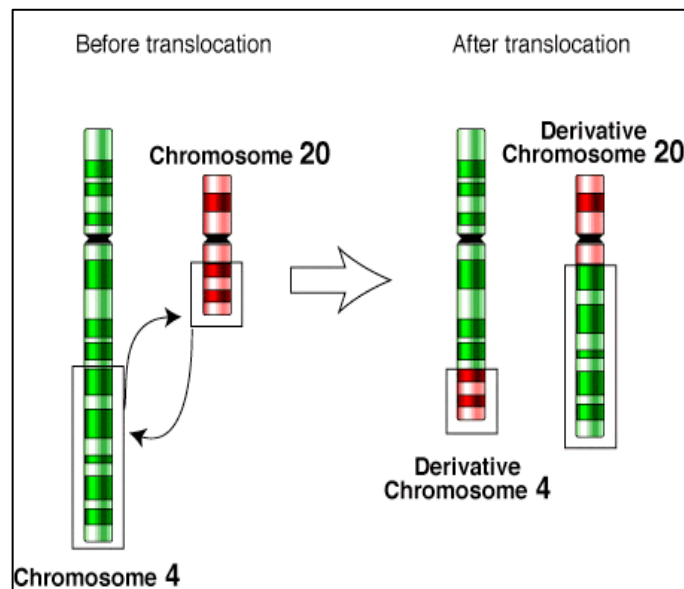 Before translocation
After translocation
Chromosome 20
Derivative
Chromosome 20
Derivative
Chromosome 4
Chromosome 4